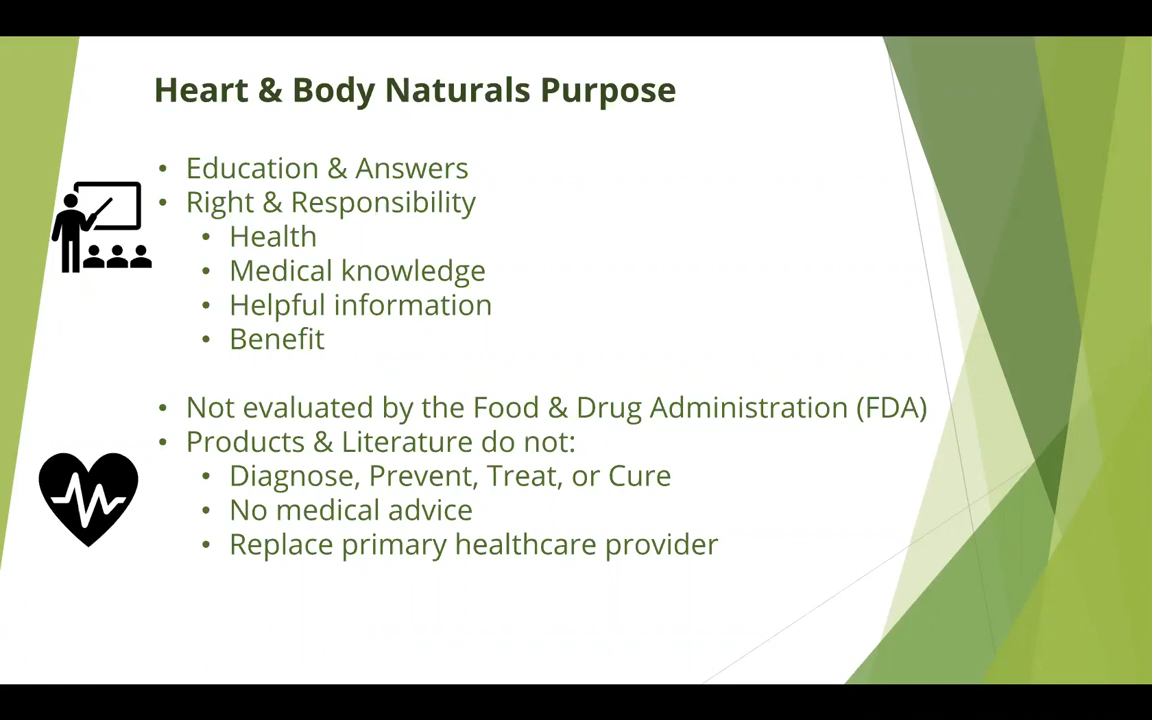 Heart & Body Naturals Purpose
• Education & Answers
• Right & Responsibility
• Health
• Medical knowledge
• Helpful information
• Benefit
• Not evaluated by the Food & Drug Administration (FDA)
• Products & Literature do not:
• Diagnose, Prevent, Treat, or Cure
• No medical advice
• Replace primary healthcare provider